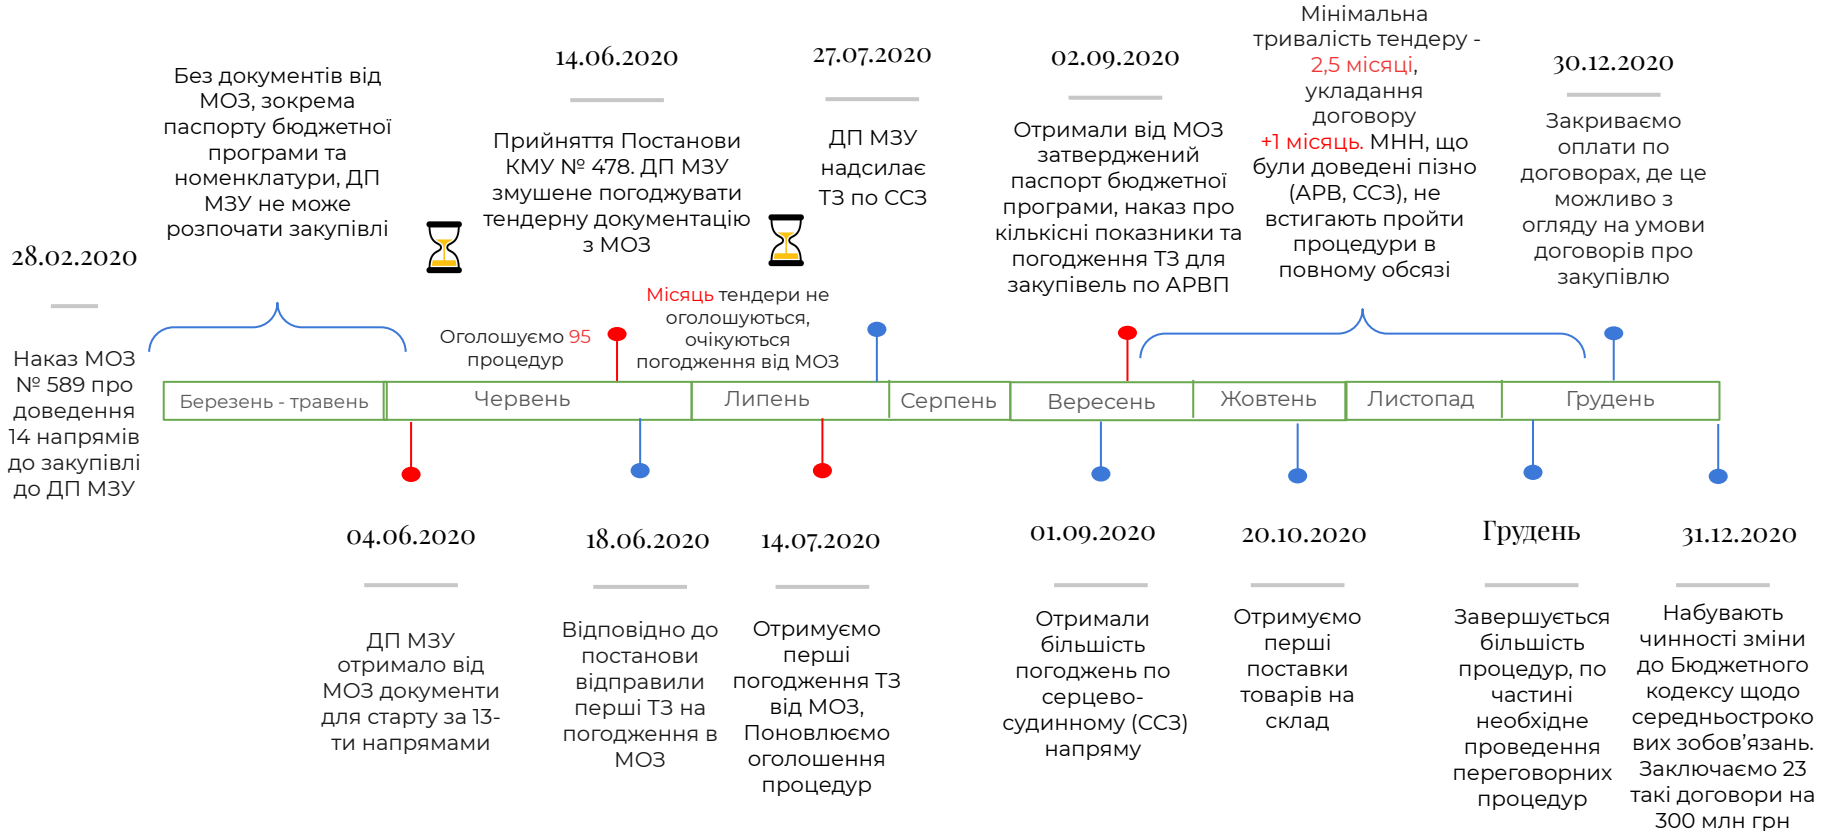 28.02.2020
Наказ МОЗ
№ 589 про
доведення
14 напрямів
до закупівлі
до ДП МЗУ
Без документів від
МОЗ, зокрема
паспорту бюджетної
програми та
номенклатури, ДП
МЗУ не може
розпочати закупівлі
14.06.2020
Прийняття Постанови
КМУ № 478. ДП МЗУ
змушене погоджувати
тендерну документацію
з МОЗ
27.07.2020
ДП МЗУ
надсилає
ТЗ по ССЗ
02.09.2020
Отримали від МОЗ
затверджений
паспорт бюджетної
програми, наказ про
кількісні показники та
погодження ТЗ для
закупівель по АРВП
Мінімальна
тривалість тендеру -
2,5 місяці,
укладання
договору
+1 місяць. МНН, що
були доведені пізно
(АРВ, ССЗ), не
встигають пройти
процедури в
повному обсязі
30.12.2020
Закриваємо
оплати по
договорах, де це
можливо з
огляду на умови
договорів про
закупівлю
Оголошуємо 95
процедур
Місяць тендери не
оголошуються,
очікуються
погодження від МОЗ
Березень - травень
Червень
Липень
Серпень
Вересень
Жовтень
Листопад
Грудень
04.06.2020
ДП МЗУ
отримало від
МОЗ документи
для старту за 13-
ти напрямами
18.06.2020
Відповідно до
постанови
відправили
перші ТЗ на
погодження в
МОЗ
14.07.2020
Отримуємо
перші
погодження ТЗ
від МОЗ,
Поновлюємо
оголошення
процедур
01.09.2020
Отримали
більшість
погоджень по
серцево-
судинному (ССЗ)
напряму
20.10.2020
Отримуємо
перші
поставки
товарів на
склад
Грудень
Завершується
більшість
процедур, по
частині
необхідне
проведення
переговорних
процедур
31.12.2020
Набувають
чинності зміни
до Бюджетного
кодексу щодо
середньостроко
вих зобов’язань.
Заключаємо 23
такі договори на
300 млн грн